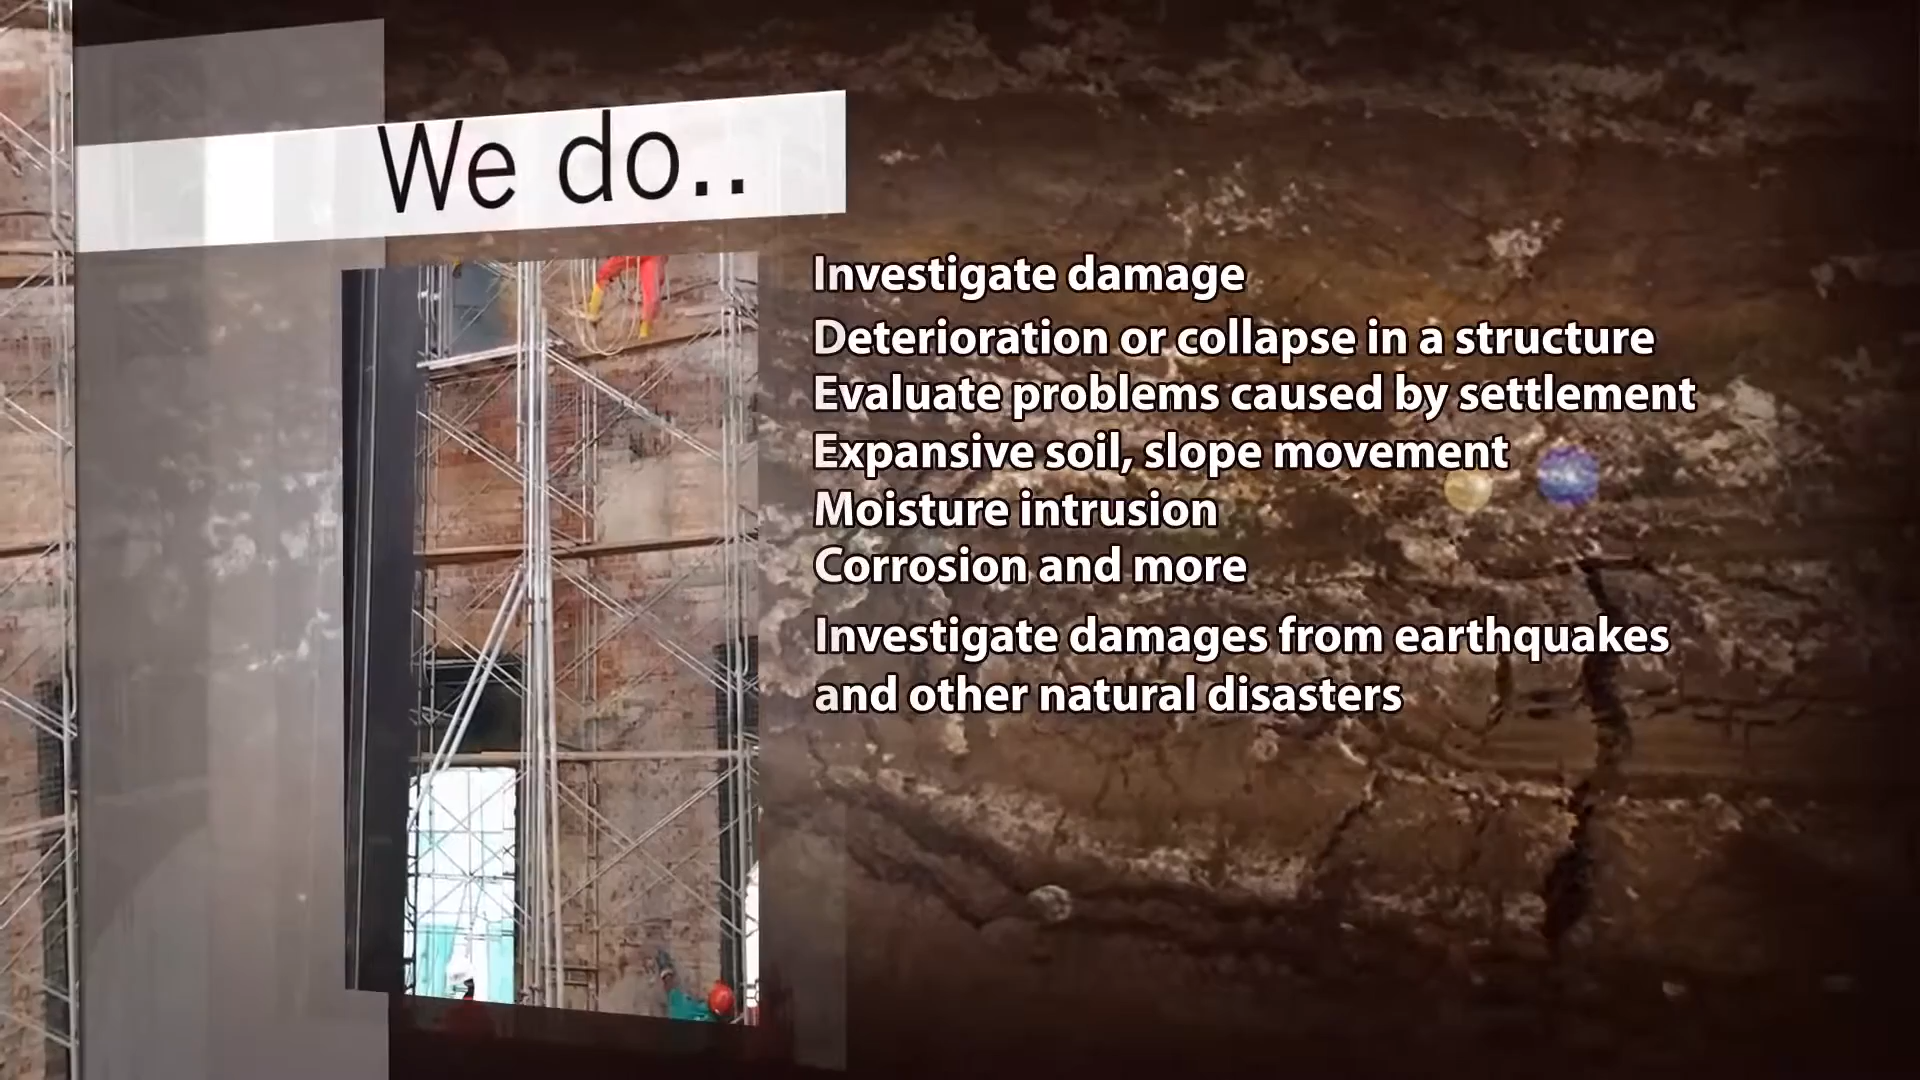 We do..
Investigate damage
Deterioration or collapse in a structure
Evaluate problems caused by settlement
Expansive soil, slope movement
Moisture intrusion
Corrosion and more
Investigate damages from earthquakes
and other natural disasters